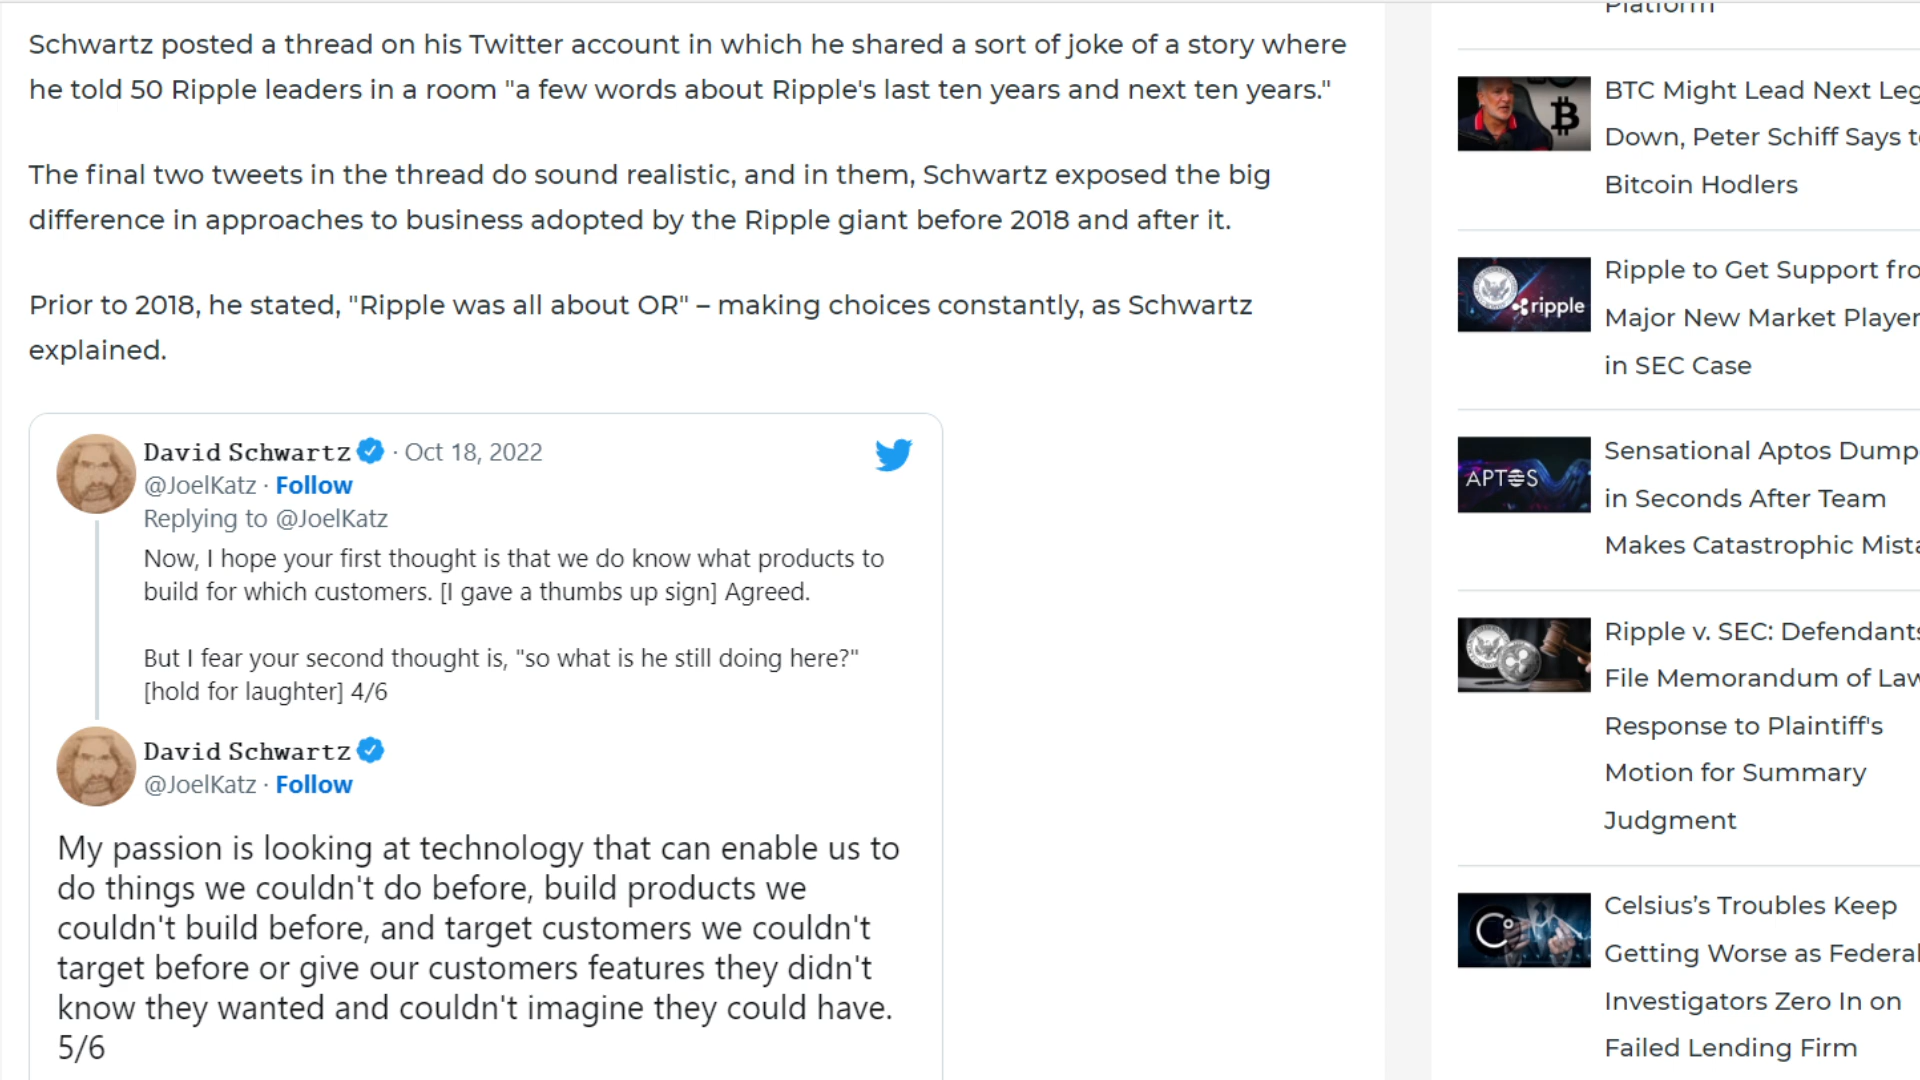 Schwartz posted a thread on his Twitter account in which he shared a sort of joke of a story where
he told 50 Ripple leaders in a room "a few words about Ripple's last ten years and next ten years."
The final two tweets in the thread do sound realistic, and in them, Schwartz exposed the big
difference in approaches to business adopted by the Ripple giant before 2018 and after it.
Prior to 2018, he stated, "Ripple was all about OR" – making choices constantly, as Schwartz
explained.
David Schwartz · Oct 18, 2022
@JoelKatz · Follow
Replying to @JoelKatz
Now, I hope your first thought is that we do know what products to
build for which customers. [I gave a thumbs up sign] Agreed.
But I fear your second thought is, "so what is he still doing here?"
[hold for laughter] 4/6
David Schwartz
@JoelKatz · Follow
My passion is looking at technology that can enable us to
do things we couldn't do before, build products we
couldn't build before, and target customers we couldn't
target before or give our customers features they didn't
know they wanted and couldn't imagine they could have.
5/6
Platform
BTC Might Lead Next Leg
Down, Peter Schiff Says to
Bitcoin Hodlers
ripple
Ripple to Get Support fro
Major New Market Player
in SEC Case
APTOS
Sensational Aptos Dump
in Seconds After Team
Makes Catastrophic Mista
Ripple v. SEC: Defendants
File Memorandum of Law
Response to Plaintiff's
Motion for Summary
Judgment
Celsius’s Troubles Keep
Getting Worse as Federal
Investigators Zero In on
Failed Lending Firm